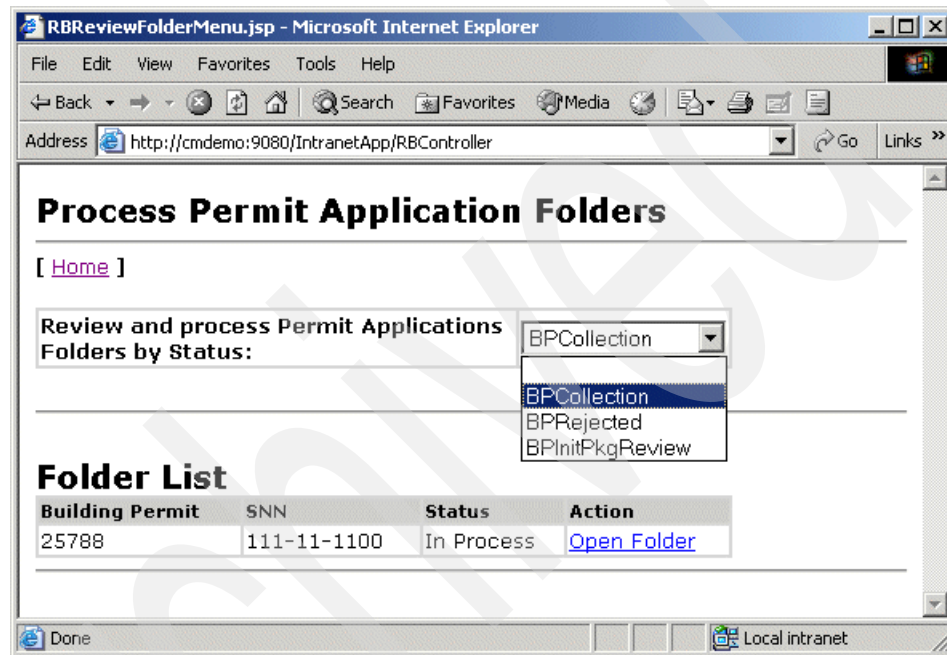 RBReviewFolderMenu.jsp - Microsoft Internet Explorer
File Edit View Favorites Tools Help
Back Search Favorites Media
Address http://cmdemo:9080/IntranetApp/RBController Go Links »
Process Permit Application Folders
[ Home ]
Review and process Permit Applications
Folders by Status:
BPCollection
BPCollection
BPRejected
BPInitPkgReview
Folder List
Building Permit SNN Status Action
25788 111-11-1100 In Process Open Folder
Done Local intranet